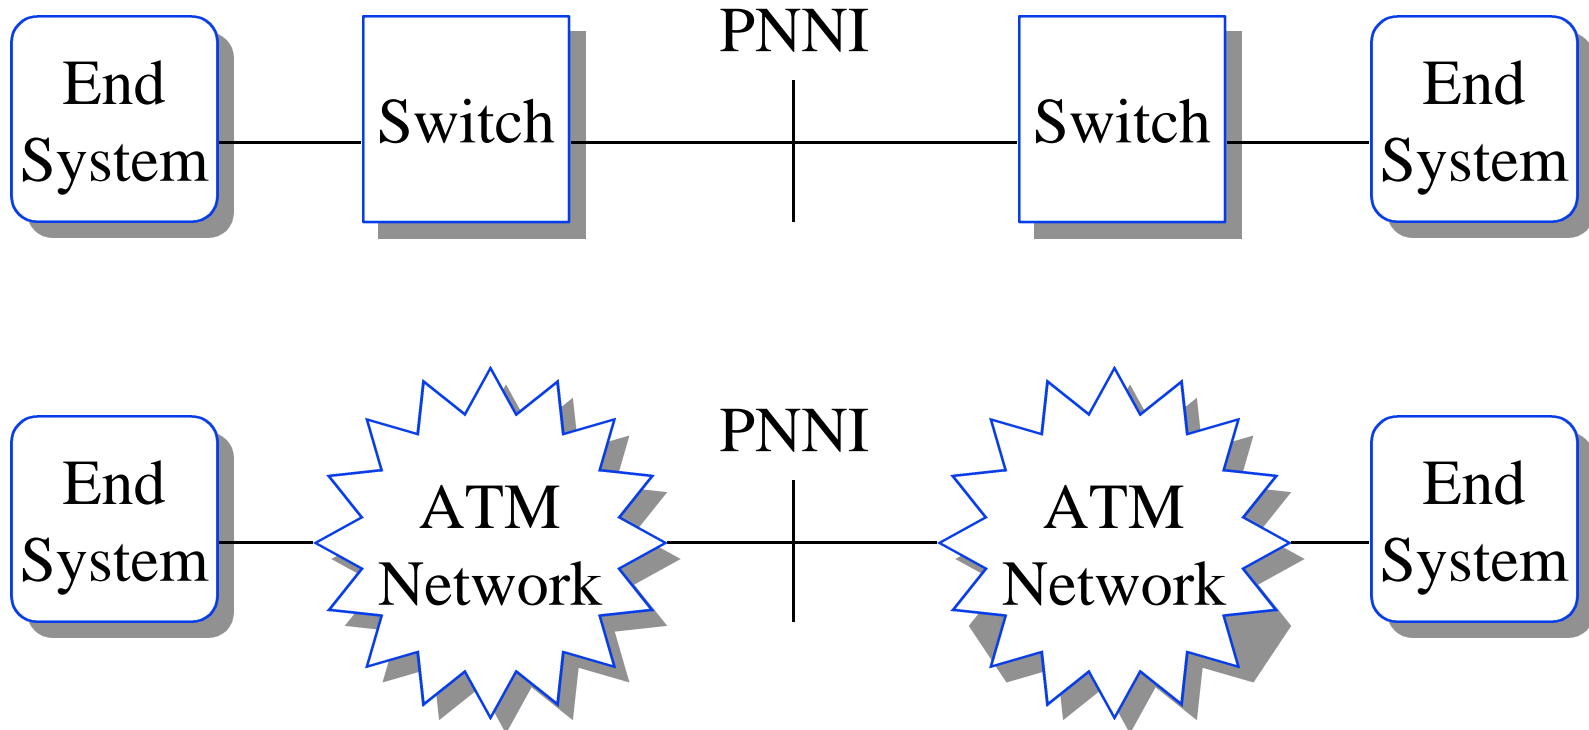 PNNI
End
System
Switch
Switch
End
System
PNNI
End
System
ATM
Network
ATM
Network
End
System